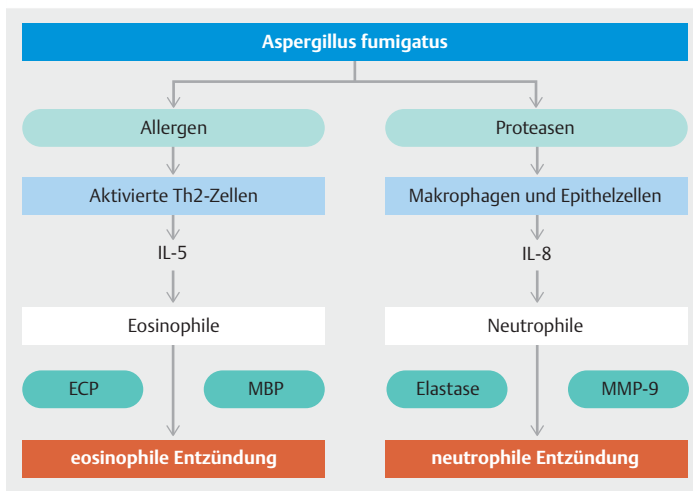 Aspergillus fumigatus
Allergen
Proteasen
Aktivierte Th2-Zellen
Makrophagen und Epithelzellen
IL-5
IL-8
Eosinophile
Neutrophile
ECP
MBP
Elastase
MMP-9
eosinophile Entzündung
neutrophile Entzündung